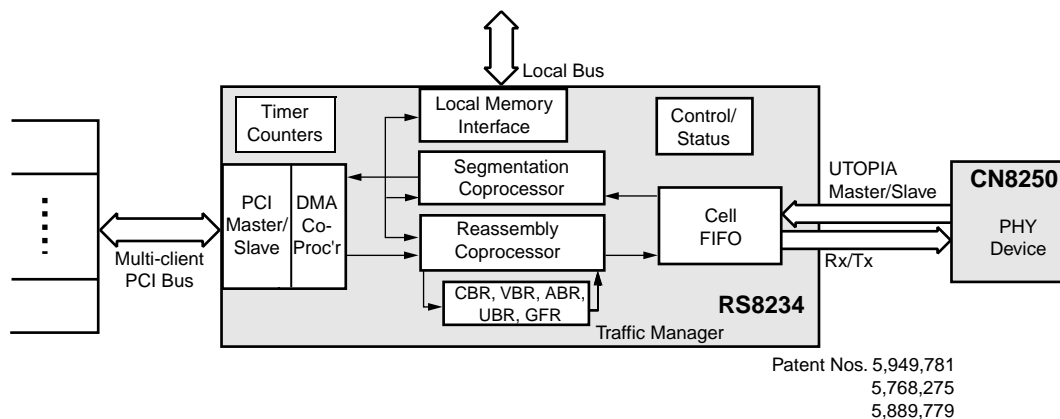 Local Bus
Timer
Counters
Local Memory
Interface
Control/
Status
Segmentation
Coprocessor
UTOPIA
Master/Slave
CN8250
PHY
Device
PCI
Master/
Slave
DMA
Co-
Proc'r
Cell
FIFO
Reassembly
Coprocessor
Multi-client
PCI Bus
Rx/Tx
CBR, VBR, ABR,
UBR, GFR
RS8234
Traffic Manager
Patent Nos. 5,949,781
5,768,275
5,889,779